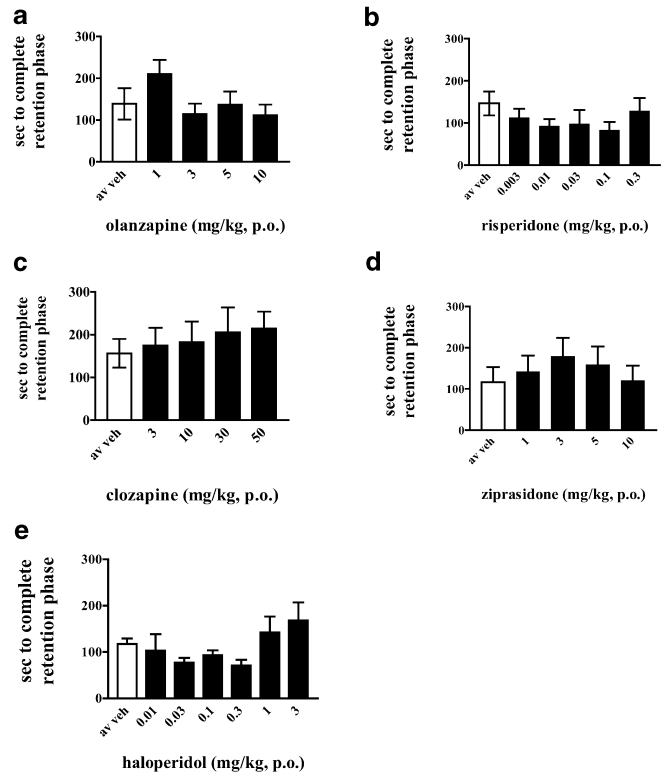 a
sec to complete
retention phase
300
200
100
0
av veh
1
3
5
10
olanzapine (mg/kg, p.o.)
b
sec to complete
retention phase
300
200
100
0
av veh
0.003
0.01
0.03
0.1
0.3
risperidone (mg/kg, p.o.)
c
sec to complete
retention phase
300
200
100
0
av veh
3
10
30
50
clozapine (mg/kg, p.o.)
d
sec to complete
retention phase
300
200
100
0
av veh
1
3
5
10
ziprasidone (mg/kg, p.o.)
e
sec to complete
retention phase
300
200
100
0
av veh
0.01
0.03
0.1
0.3
1
3
haloperidol (mg/kg, p.o.)